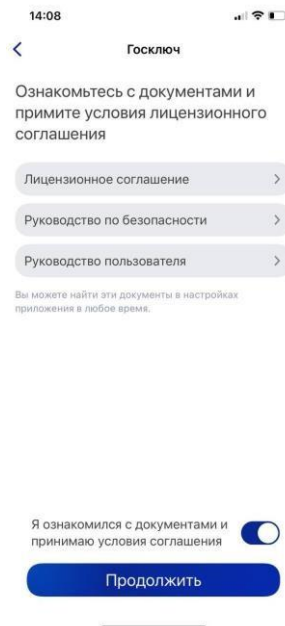 14:08
Госключ
Ознакомьтесь с документами и
примите условия лицензионного
соглашения
Лицензионное соглашение
Руководство по безопасности
Руководство пользователя
Вы можете найти эти документы в настройках
приложения в любое время.
Я ознакомился с документами и
принимаю условия соглашения
Продолжить